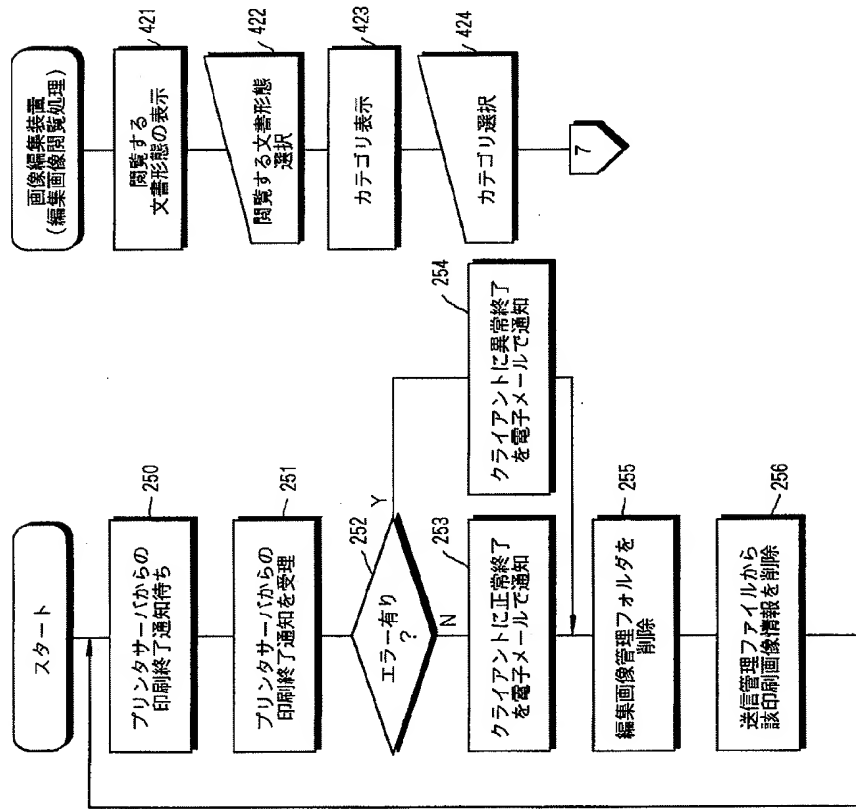 スタート
プリンタサーバからの
印刷終了通知待ち
250
プリンタサーバからの
印刷終了通知を受理
251
エラー有り
?
252
Y
N
クライアントに正常終了
を電子メールで通知
253
クライアントに異常終了
を電子メールで通知
254
編集画像管理フォルダを
削除
255
送信管理ファイルから
該印刷画像情報を削除
256
画像編集装置
(編集画像閲覧処理)
閲覧する
文書形態の表示
421
閲覧する文書形態
選択
422
カテゴリ表示
423
カテゴリ選択
424
7